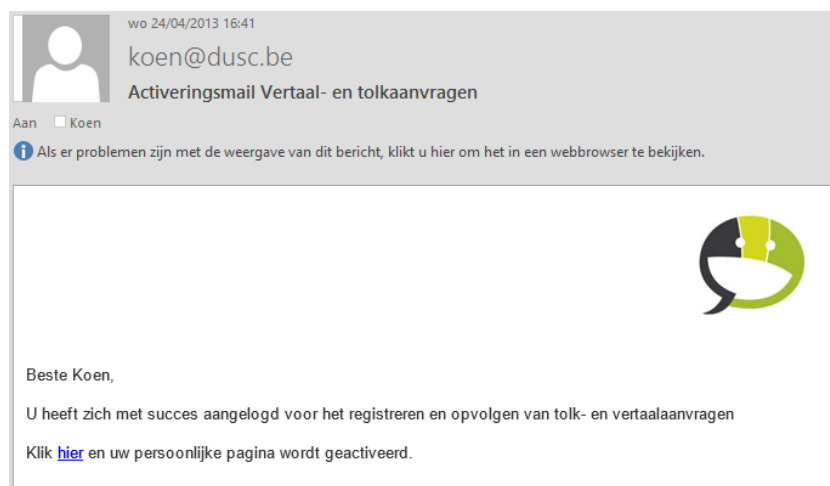 wo 24/04/2013 16:41
koen@dusc.be
Activeringsmail Vertaal- en tolkaanvragen
Aan Koen
Als er problemen zijn met de weergave van dit bericht, klikt u hier om het in een webbrowser te bekijken.
Beste Koen,
U heeft zich met succes aangelogd voor het registreren en opvolgen van tolk- en vertaalaanvragen
Klik hier en uw persoonlijke pagina wordt geactiveerd.